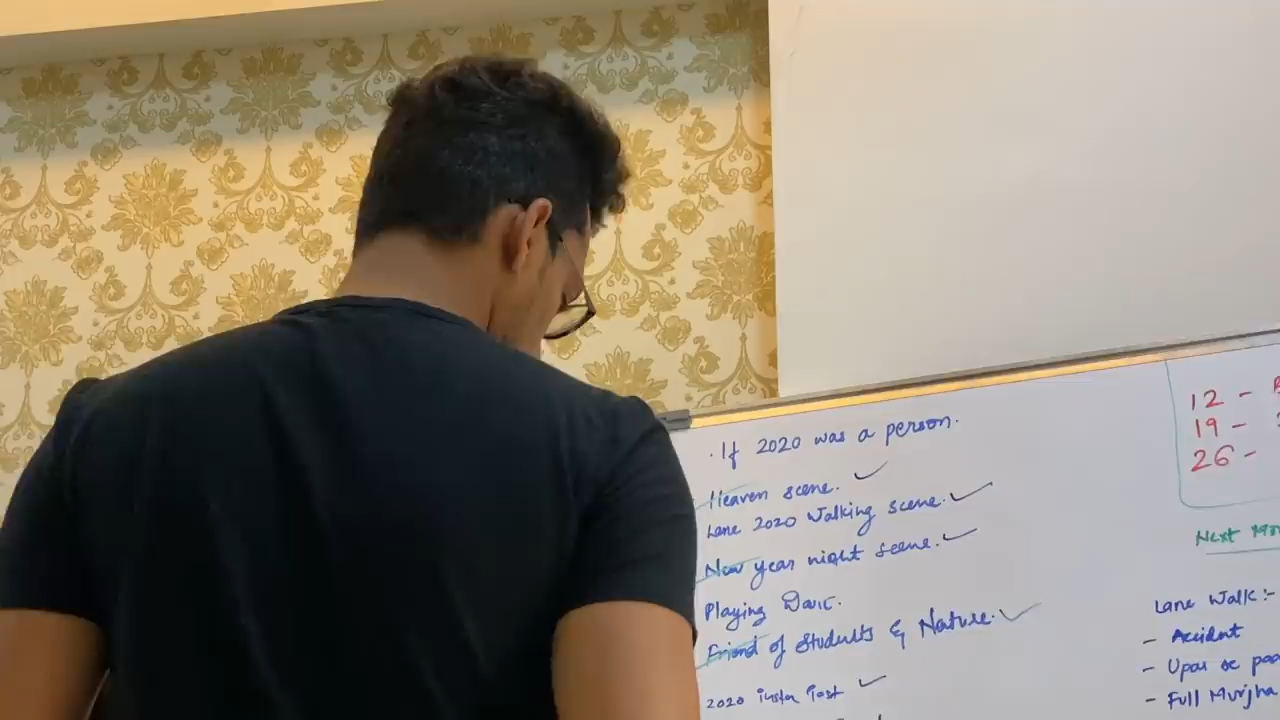 . If 2020 was a person.
Heaven scene. ✓
Lane 2020 Walking scene. ✓
New year night scene. ✓
Playing
Friend of Students & Nature. ✓
2020 insta Post ✓
12 -
19 -
26 -
Next
Lane Walk :-
- Accident
- Upar se
- Full